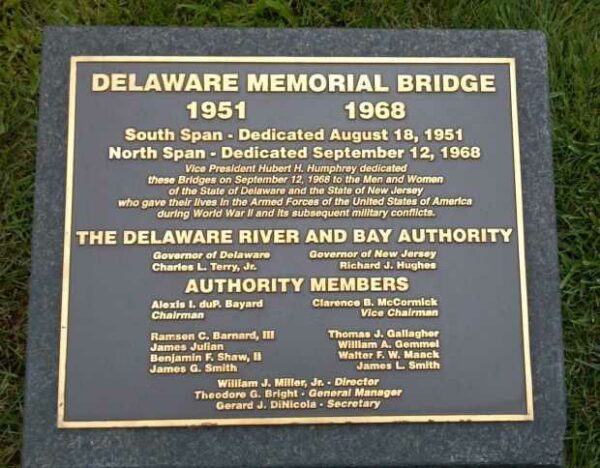 DELAWARE MEMORIAL BRIDGE
1951 1968
South Span - Dedicated August 18, 1951
North Span - Dedicated September 12, 1968
Vice President Hubert H. Humphrey dedicated
these Bridges on September 12, 1968 to the Men and Women
of the State of Delaware and the State of New Jersey
who gave their lives in the Armed Forces of the United States of America
during World War II and its subsequent military conflicts.
THE DELAWARE RIVER AND BAY AUTHORITY
Governor of Delaware Governor of New Jersey
Charles L. Terry, Jr. Richard J. Hughes
AUTHORITY MEMBERS
Alexis I. duP. Bayard Clarence B. McCormick
Chairman Vice Chairman
Ramsen C. Barnard, III Thomas J. Gallagher
James Julian William A. Gemmel
Benjamin F. Shaw, II Walter F. W. Maack
James G. Smith James L. Smith
William J. Miller, Jr. - Director
Theodore G. Bright - General Manager
Gerard J. DiNicola - Secretary